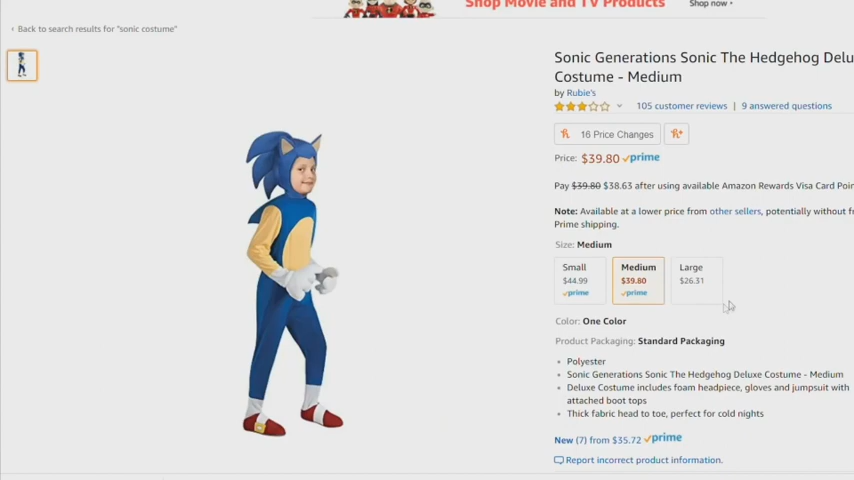 Shop Movie and TV Products Shop now ›
‹ Back to search results for "sonic costume"
Sonic Generations Sonic The Hedgehog Delu
Costume - Medium
by Rubie's
105 customer reviews | 9 answered questions
16 Price Changes
Price: $39.80 prime
Pay $39.80 $38.63 after using available Amazon Rewards Visa Card Poin
Note: Available at a lower price from other sellers, potentially without fr
Prime shipping.
Size: Medium
Small Medium Large
$44.99 $39.80 $26.31
prime prime
Color: One Color
Product Packaging: Standard Packaging
• Polyester
• Sonic Generations Sonic The Hedgehog Deluxe Costume - Medium
• Deluxe Costume includes foam headpiece, gloves and jumpsuit with
attached boot tops
• Thick fabric head to toe, perfect for cold nights
New (7) from $35.72 prime
Report incorrect product information.